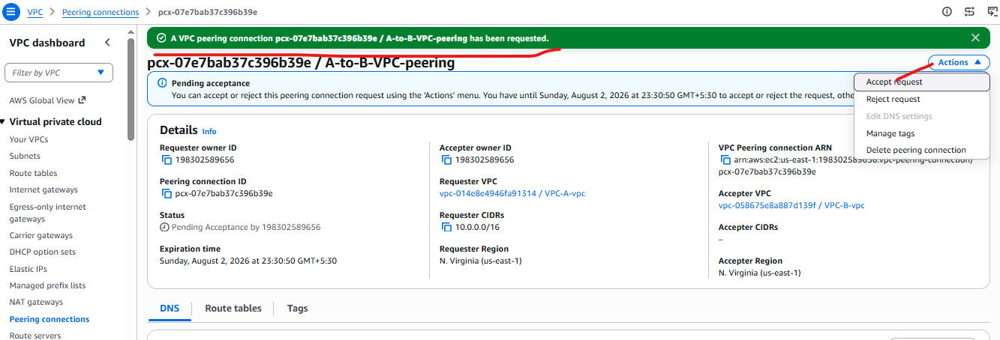 VPC > Peering connections > pcx-07e7bab37c396b39e
VPC dashboard
Filter by VPC
AWS Global View
Virtual private cloud
Your VPCs
Subnets
Route tables
Internet gateways
Egress-only internet
gateways
Carrier gateways
DHCP option sets
Elastic IPs
Managed prefix lists
NAT gateways
Peering connections
Route servers
A VPC peering connection pcx-07e7bab37c396b39e / A-to-B-VPC-peering has been requested.
pcx-07e7bab37c396b39e / A-to-B-VPC-peering
Actions
Accept request
Reject request
Edit DNS settings
Manage tags
Delete peering connection
Pending acceptance
You can accept or reject this peering connection request using the 'Actions' menu. You have until Sunday, August 2, 2026 at 23:30:50 GMT+5:30 to accept or reject the request, othe
Details Info
Requester owner ID
198302589656
Peering connection ID
pcx-07e7bab37c396b39e
Status
Pending Acceptance by 198302589656
Expiration time
Sunday, August 2, 2026 at 23:30:50 GMT+5:30
Accepter owner ID
198302589656
Requester VPC
vpc-014e8e4946fa91314 / VPC-A-vpc
Requester CIDRs
10.0.0.0/16
Requester Region
N. Virginia (us-east-1)
VPC Peering connection ARN
arn:aws:ec2:us-east-1:198302589656:vpc-peering-connection/
pcx-07e7bab37c396b39e
Accepter VPC
vpc-058675e8a887d139f / VPC-B-vpc
Accepter CIDRs
–
Accepter Region
N. Virginia (us-east-1)
DNS
Route tables
Tags